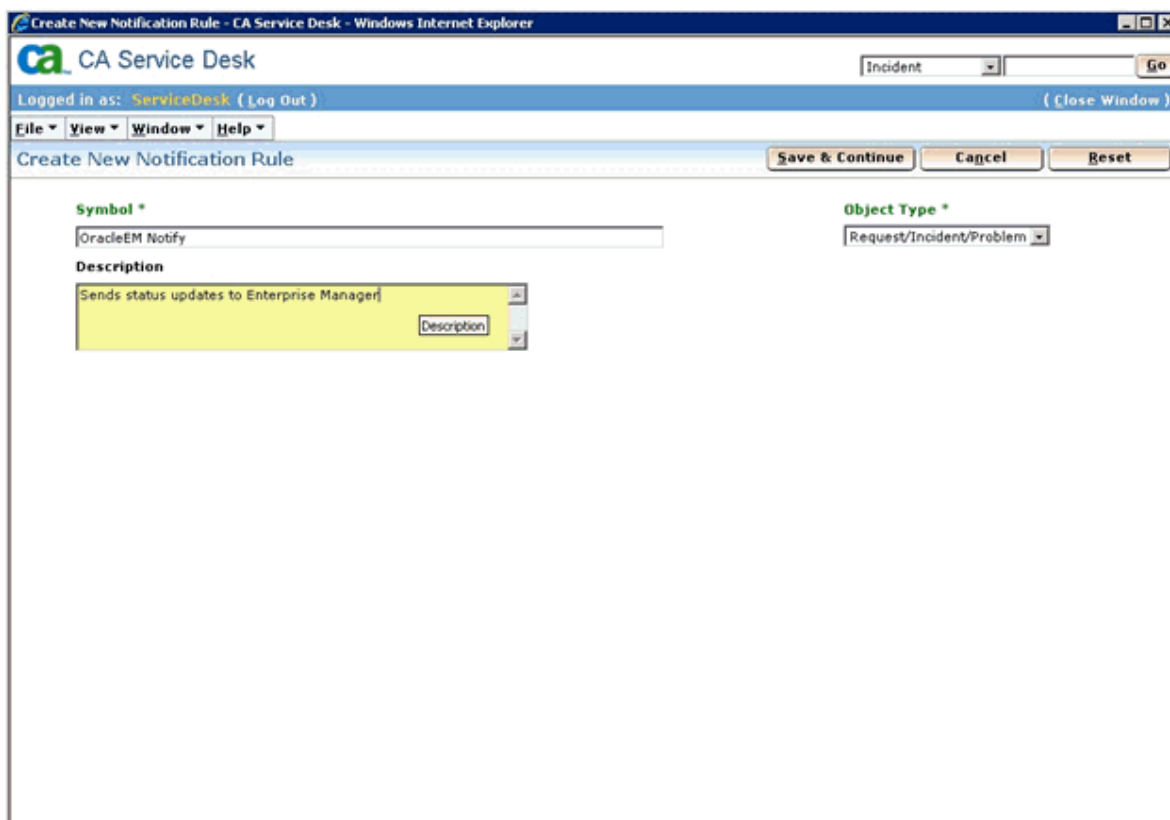 Create New Notification Rule - CA Service Desk - Windows Internet Explorer
ca CA Service Desk
Incident Go
Logged in as: ServiceDesk ( Log Out ) ( Close Window )
File View Window Help
Create New Notification Rule Save & Continue Cancel Reset
Symbol * Object Type *
OracleEM Notify Request/Incident/Problem
Description
Sends status updates to Enterprise Manager
Description